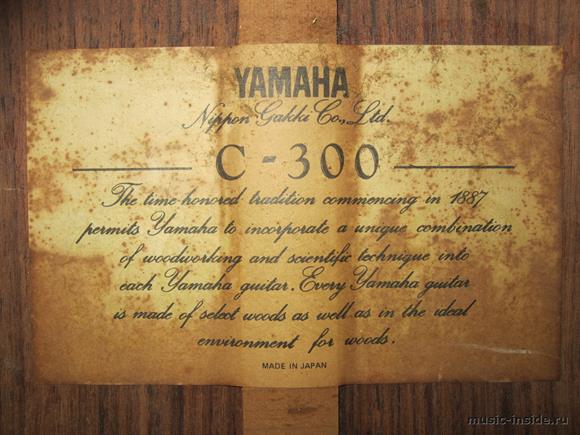 YAMAHA
Nippon Gakki Co., Ltd.
C-300
The time-honored tradition commencing in 1887
permits Yamaha to incorporate a unique combination
of woodworking and scientific technique into
each Yamaha guitar. Every Yamaha guitar
is made of select woods as well as in the ideal
environment for woods.
MADE IN JAPAN
music-inside.ru